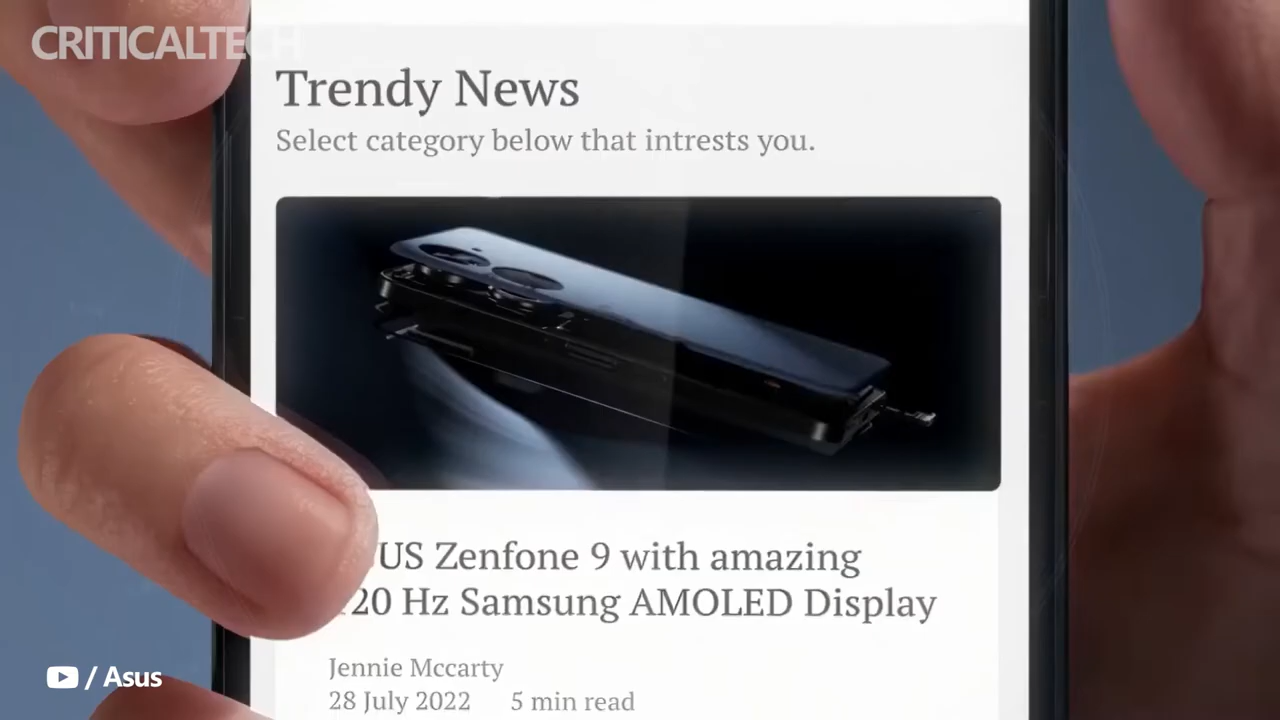 CRITICALTECH
Trendy News
Select category below that intrests you.
US Zenfone 9 with amazing
20 Hz Samsung AMOLED Display
Jennie Mccarty
28 July 2022 5 min read
/ Asus